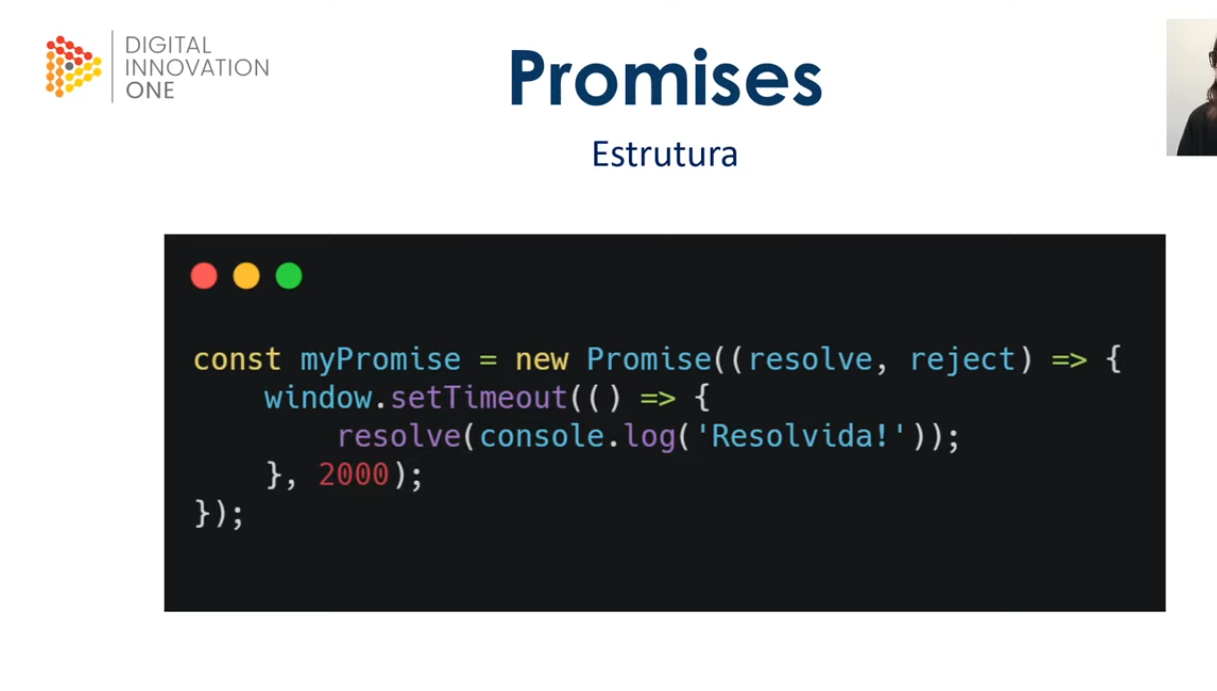 DIGITAL
INNOVATION
ONE
Promises
Estrutura
const myPromise = new Promise((resolve, reject) => {
    window.setTimeout(() => {
        resolve(console.log('Resolvida!'));
    }, 2000);
});